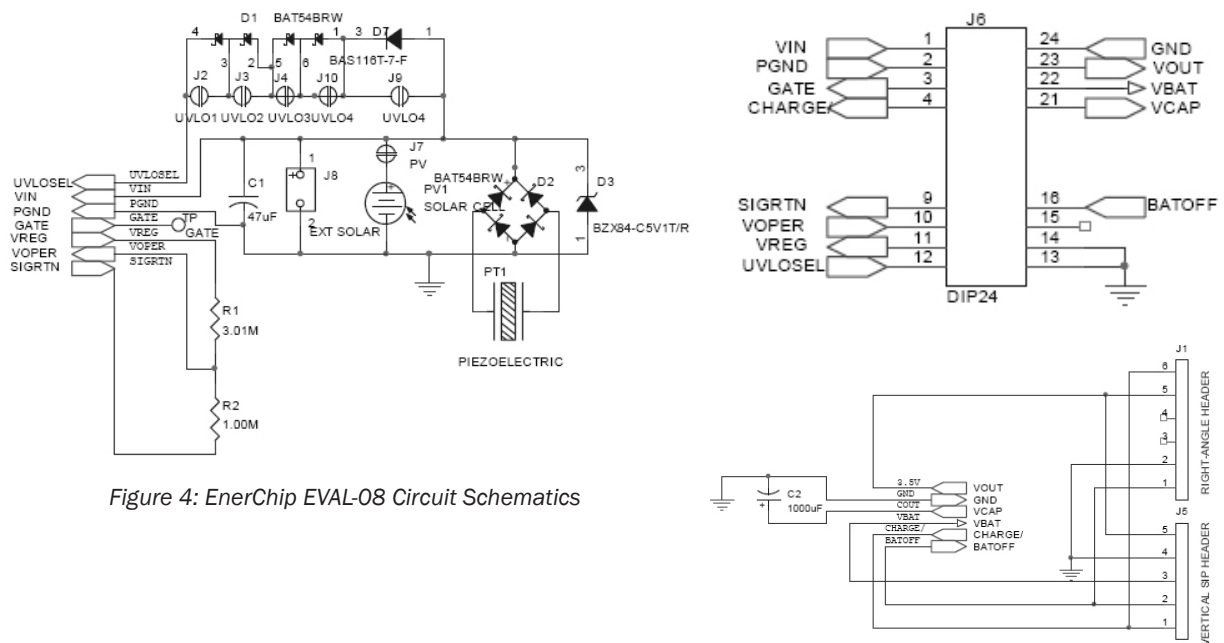 D1 BAT54BRW
4 1 3 D7 1
3 2 5 6 BAS116T-7-F
J2 J3 J4 J10 J9
UVLO1 UVLO2 UVLO3 UVLO4 UVLO4
J7
PV
UVLOSEL UVLOSEL
VIN VIN
PGND PGND
GATE GATE TP
GATE
VREG VREG
VOPER VOPER
SIGRTN SIGRTN
C1
47uF
1
J8
+
2
EXT SOLAR
+
PV1
SOLAR CELL
BAT54BRW
D2
+
-
3
D3
1
BZX84-C5V1T/R
PT1
PIEZOELECTRIC
R1
3.01M
R2
1.00M
Figure 4: EnerChip EVAL-08 Circuit Schematics
J6
VIN 1 24 GND
PGND 2 23 VOUT
GATE 3 22 VBAT
CHARGE/ 4 21 VCAP
SIGRTN 9 16 BATOFF
VOPER 10 15
VREG 11 14
UVLOSEL 12 13
DIP24
J1
6
5
4
3
2
1
RIGHT-ANGLE HEADER
C2
1000uF
+
3.5V VOUT
GND GND
COUT VCAP
VBAT VBAT
CHARGE/ CHARGE/
BATOFF BATOFF
J5
5
4
3
2
1
VERTICAL SIP HEADER